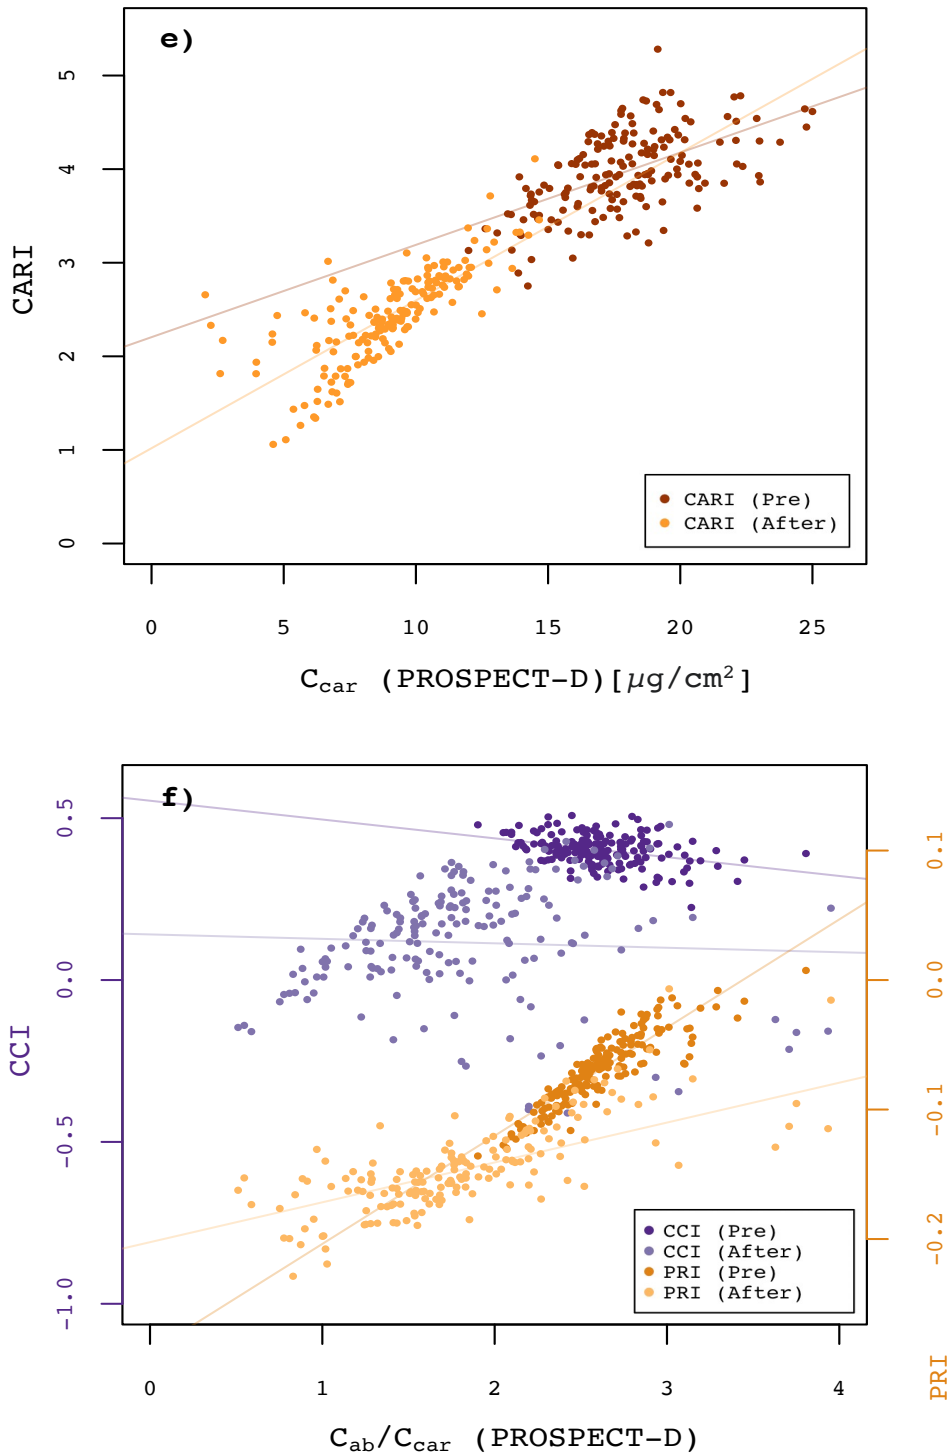 e)
5
4
3
2
1
0
CARI
CARI (Pre)
CARI (After)
0 5 10 15 20 25
Ccar (PROSPECT-D)[μg/cm²]
f)
0.5
0.0
-0.5
-1.0
CCI
0.1
0.0
-0.1
-0.2
PRI
CCI (Pre)
CCI (After)
PRI (Pre)
PRI (After)
0 1 2 3 4
Cab/Ccar (PROSPECT-D)